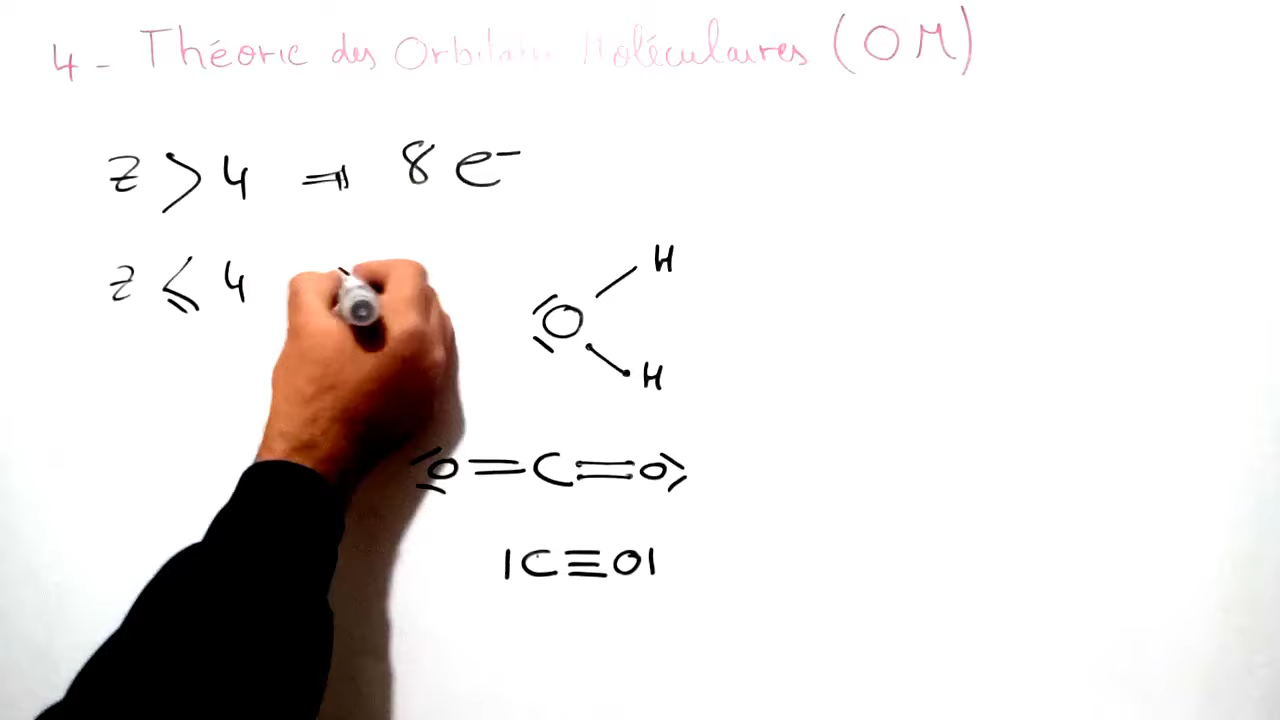 4 - Théorie des Orbitales Moléculaires (OM)
z > 4 ⇒ 8 e⁻
z ≤ 4
H
O
H
O = C = O
|C≡O|